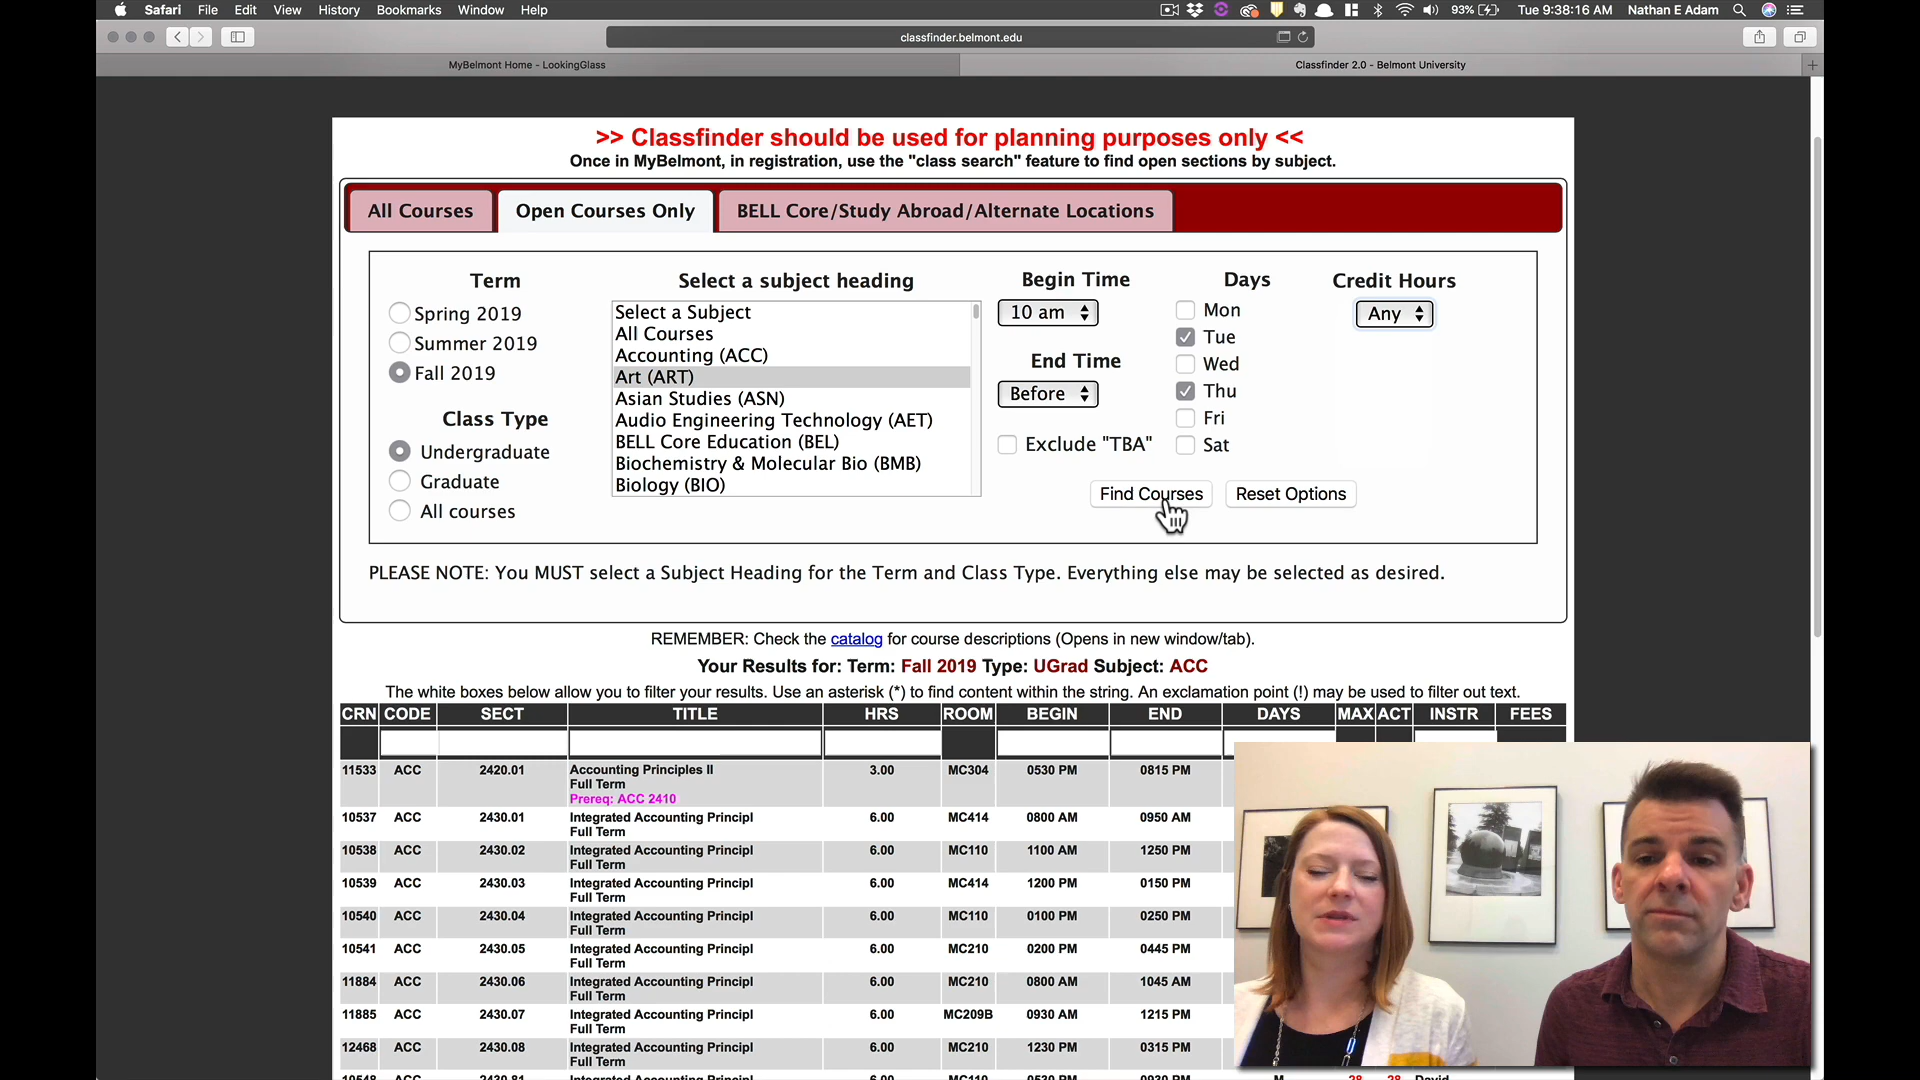 Safari File Edit View History Bookmarks Window Help 93% Tue 9:38:16 AM Nathan E Adam
classfinder.belmont.edu
MyBelmont Home - LookingGlass Classfinder 2.0 - Belmont University
>> Classfinder should be used for planning purposes only <<
Once in MyBelmont, in registration, use the "class search" feature to find open sections by subject.
All Courses Open Courses Only BELL Core/Study Abroad/Alternate Locations
Term
Spring 2019
Summer 2019
Fall 2019
Class Type
Undergraduate
Graduate
All courses
Select a subject heading
Select a Subject
All Courses
Accounting (ACC)
Art (ART)
Asian Studies (ASN)
Audio Engineering Technology (AET)
BELL Core Education (BEL)
Biochemistry & Molecular Bio (BMB)
Biology (BIO)
Begin Time
10 am
End Time
Before
Exclude "TBA"
Days
Mon
Tue
Wed
Thu
Fri
Sat
Credit Hours
Any
Find Courses Reset Options
PLEASE NOTE: You MUST select a Subject Heading for the Term and Class Type. Everything else may be selected as desired.
REMEMBER: Check the catalog for course descriptions (Opens in new window/tab).
Your Results for: Term: Fall 2019 Type: UGrad Subject: ACC
The white boxes below allow you to filter your results. Use an asterisk (*) to find content within the string. An exclamation point (!) may be used to filter out text.
CRN CODE SECT TITLE HRS ROOM BEGIN END DAYS MAX ACT INSTR FEES
11533 ACC 2420.01 Accounting Principles II 3.00 MC304 0530 PM 0815 PM
Full Term
Prereq: ACC 2410
10537 ACC 2430.01 Integrated Accounting Principl 6.00 MC414 0800 AM 0950 AM
Full Term
10538 ACC 2430.02 Integrated Accounting Principl 6.00 MC110 1100 AM 1250 PM
Full Term
10539 ACC 2430.03 Integrated Accounting Principl 6.00 MC414 1200 PM 0150 PM
Full Term
10540 ACC 2430.04 Integrated Accounting Principl 6.00 MC110 0100 PM 0250 PM
Full Term
10541 ACC 2430.05 Integrated Accounting Principl 6.00 MC210 0200 PM 0445 PM
Full Term
11884 ACC 2430.06 Integrated Accounting Principl 6.00 MC210 0800 AM 1045 AM
Full Term
11885 ACC 2430.07 Integrated Accounting Principl 6.00 MC209B 0930 AM 1215 PM
Full Term
12468 ACC 2430.08 Integrated Accounting Principl 6.00 MC210 1230 PM 0315 PM
Full Term
10548 ACC 2430.81 Integrated Accounting Principl 6.00 MC110 0530 PM 0930 PM M 28 28 David